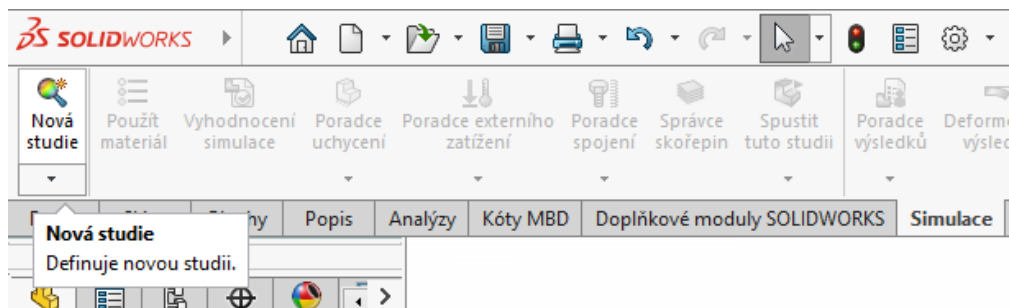 SOLIDWORKS
Nová studie
Použít materiál
Vyhodnocení simulace
Poradce uchycení
Poradce externího zatížení
Poradce spojení
Správce skořepin
Spustit tuto studii
Poradce výsledků
Popis
Analýzy
Kóty MBD
Doplňkové moduly SOLIDWORKS
Simulace
Nová studie
Definuje novou studii.